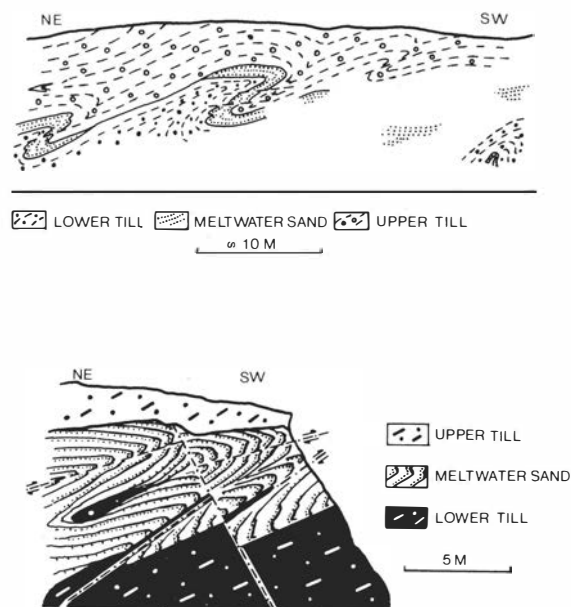 NE SW
LOWER TILL MELTWATER SAND UPPER TILL
∽ 10 M
NE SW
UPPER TILL
MELTWATER SAND
LOWER TILL
5 M